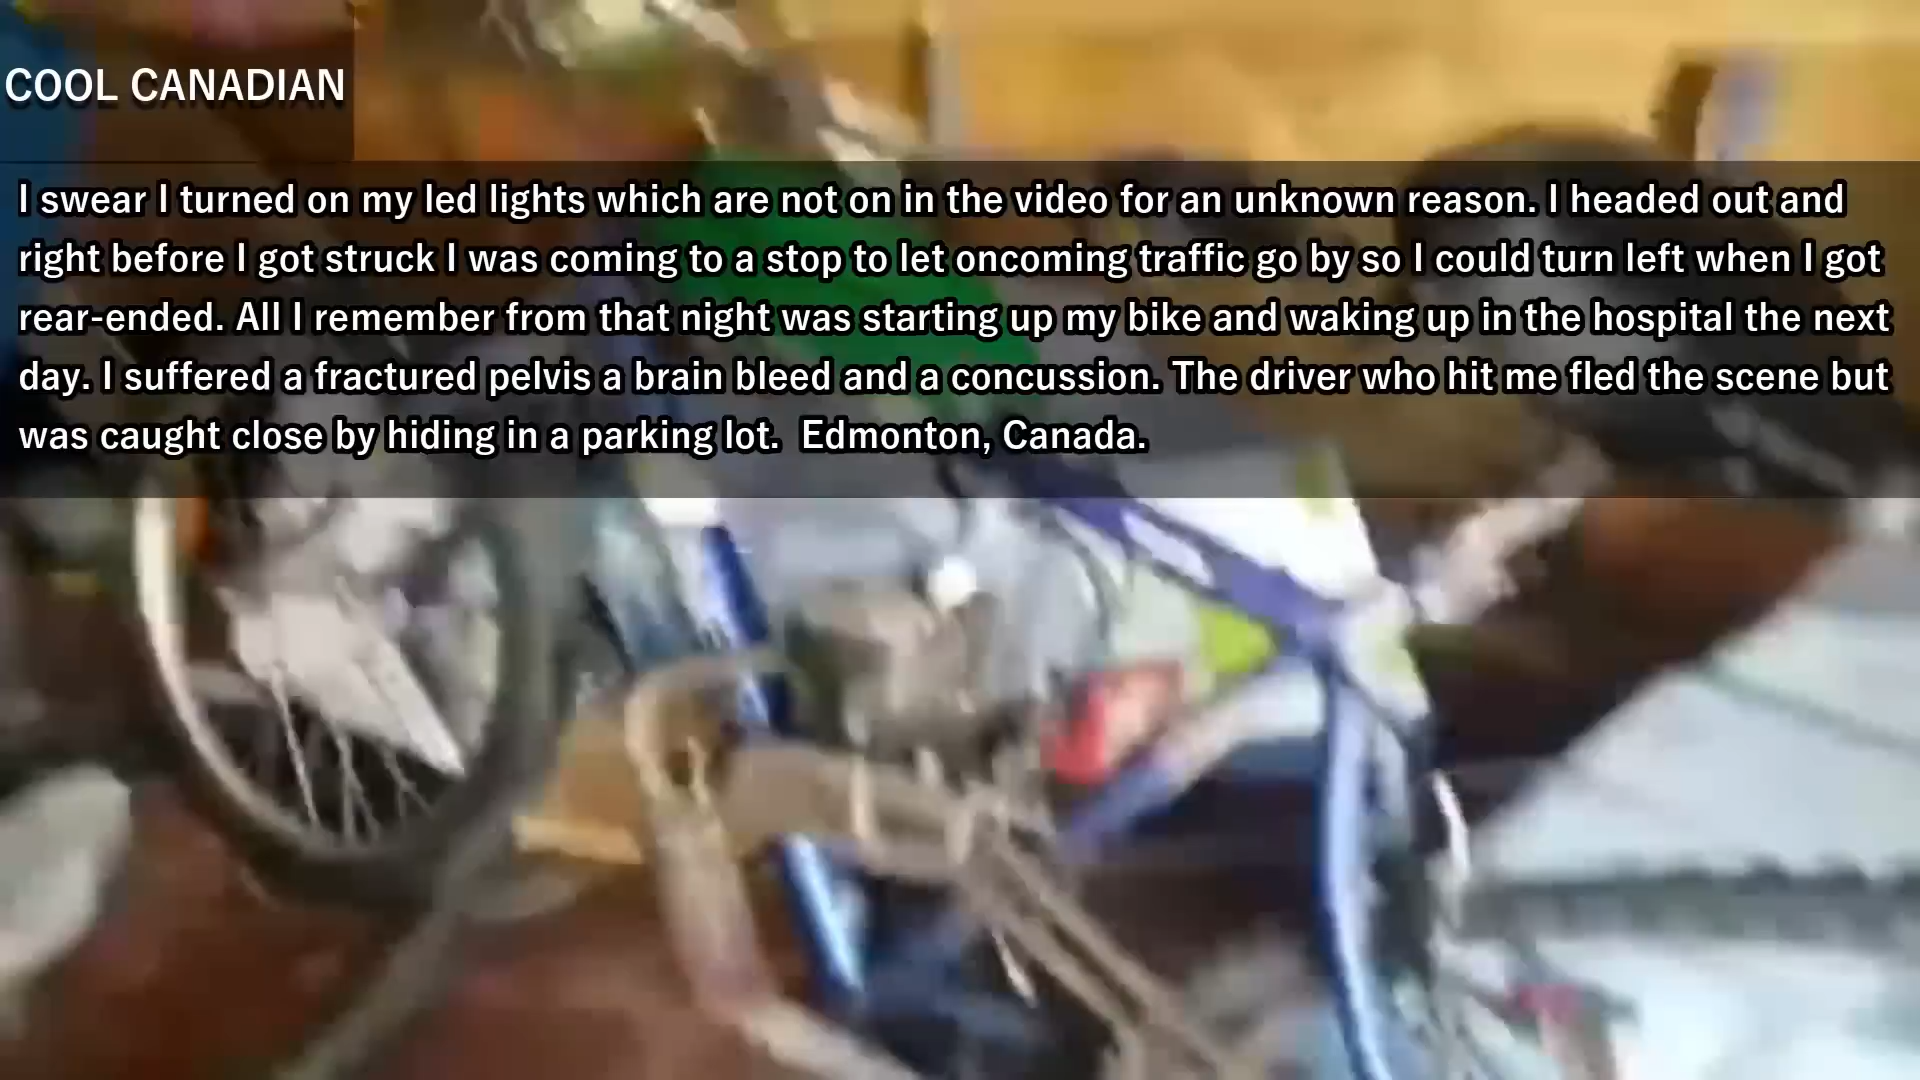 COOL CANADIAN
I swear I turned on my led lights which are not on in the video for an unknown reason. I headed out and
right before I got struck I was coming to a stop to let oncoming traffic go by so I could turn left when I got
rear-ended. All I remember from that night was starting up my bike and waking up in the hospital the next
day. I suffered a fractured pelvis a brain bleed and a concussion. The driver who hit me fled the scene but
was caught close by hiding in a parking lot.  Edmonton, Canada.